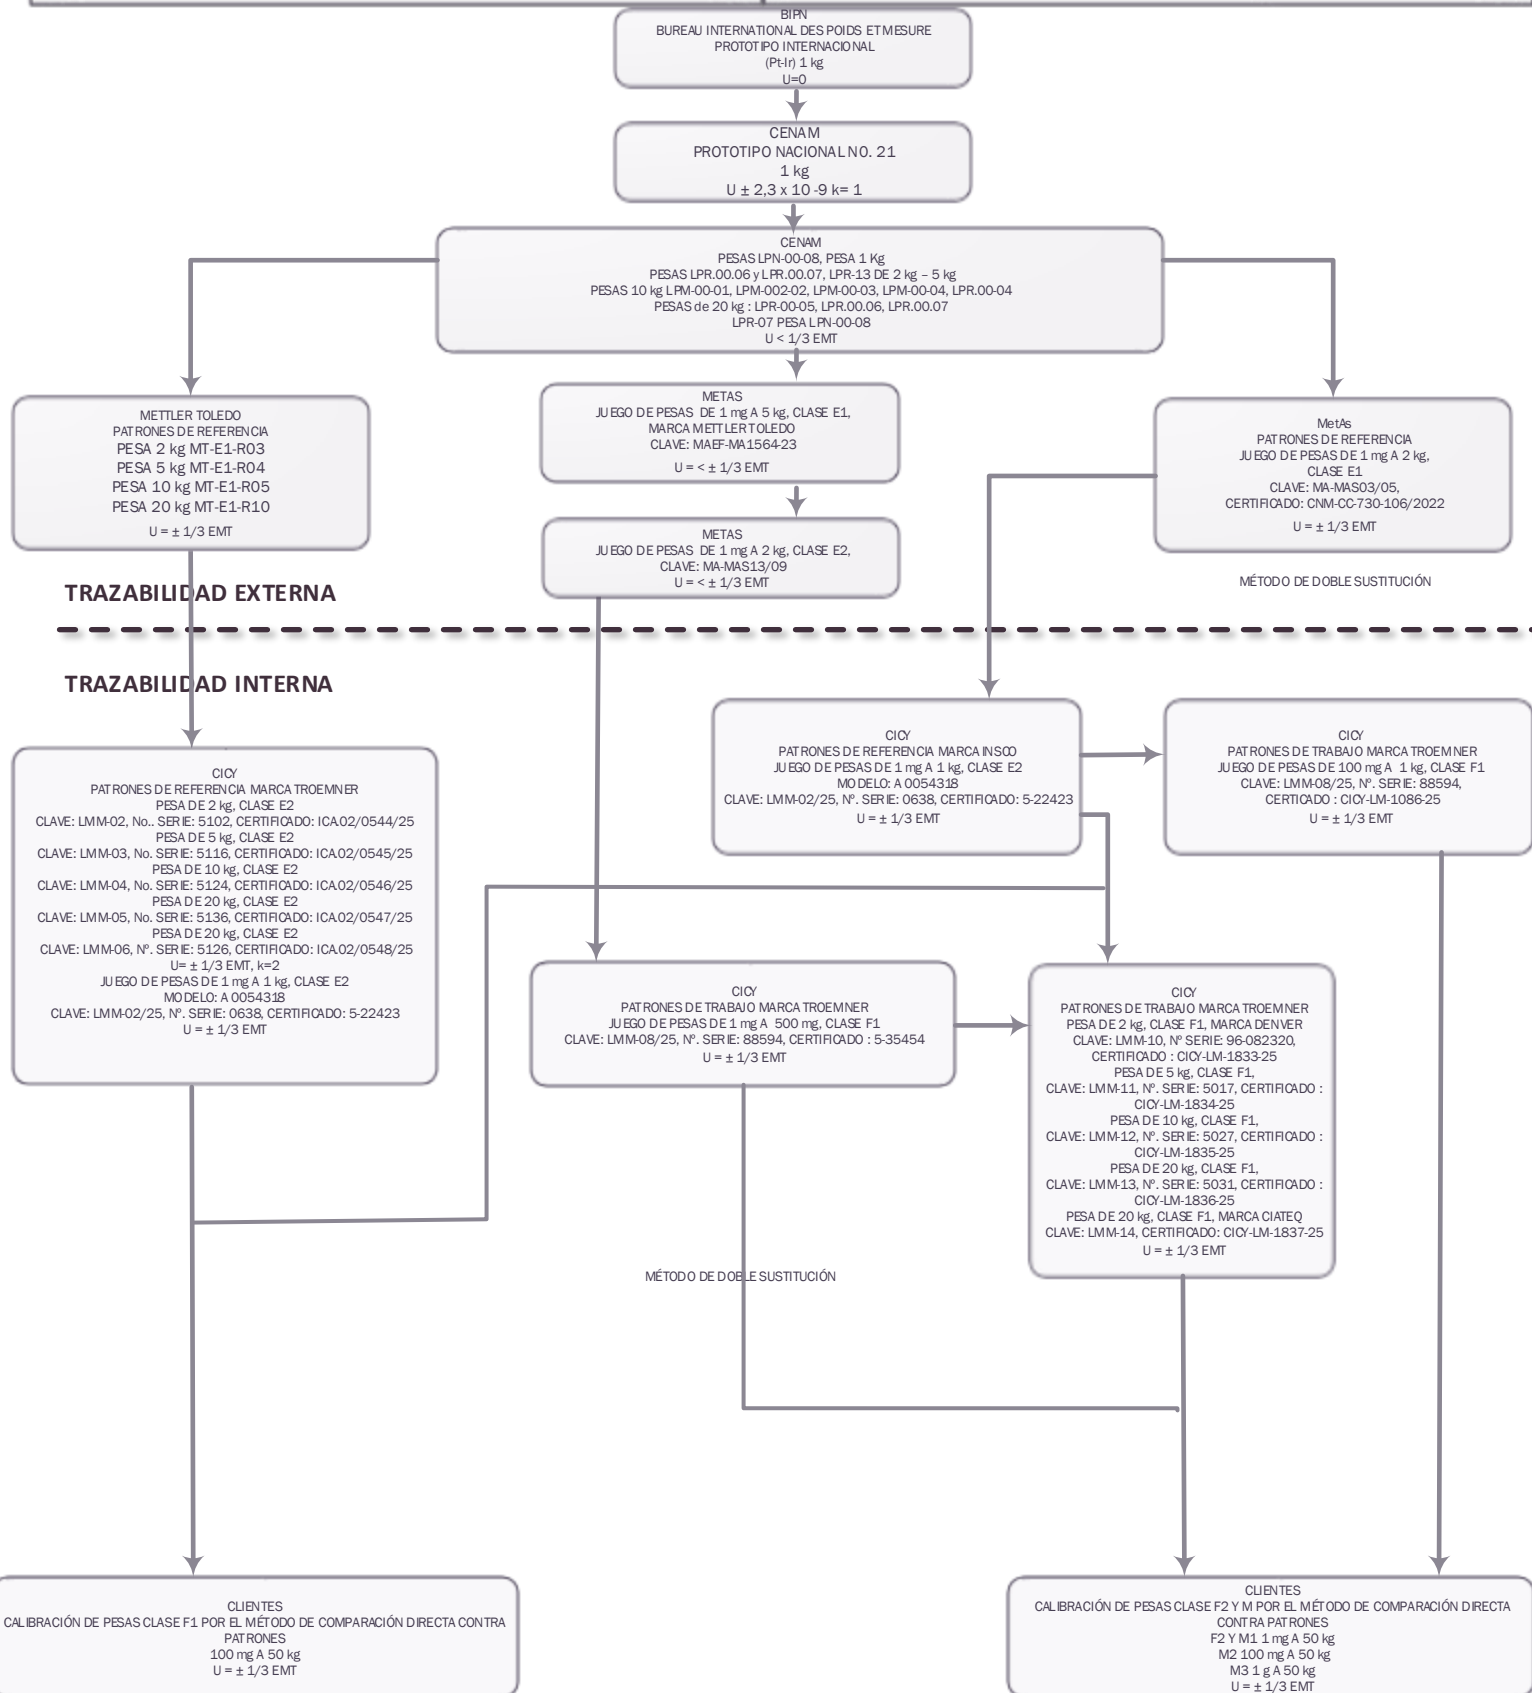 BIPN
BUREAU INTERNATIONAL DES POIDS ET MESURE
PROTOTIPO INTERNACIONAL
(Pt-Ir) 1 kg
U=0
CENAM
PROTOTIPO NACIONAL NO. 21
1 kg
U ± 2,3 x 10 -9 k= 1
CENAM
PESAS LPN-00-08, PESA 1 Kg
PESAS LPR.00.06 y LPR.00.07, LPR-13 DE 2 kg – 5 kg
PESAS 10 kg LPM-00-01, LPM-002-02, LPM-00-03, LPM-00-04, LPR.00-04
PESAS de 20 kg : LPR-00-05, LPR.00.06, LPR.00.07
LPR-07 PESA LPN-00-08
U < 1/3 EMT
METTLER TOLEDO
PATRONES DE REFERENCIA
PESA 2 kg MT-E1-R03
PESA 5 kg MT-E1-R04
PESA 10 kg MT-E1-R05
PESA 20 kg MT-E1-R10
U = ± 1/3 EMT
METAS
JUEGO DE PESAS DE 1 mg A 5 kg, CLASE E1,
MARCA METTLER TOLEDO
CLAVE: MAEF-MA1564-23
U = < ± 1/3 EMT
MetAs
PATRONES DE REFERENCIA
JUEGO DE PESAS DE 1 mg A 2 kg,
CLASE E1
CLAVE: MA-MAS03/05,
CERTIFICADO: CNM-CC-730-106/2022
U = ± 1/3 EMT
METAS
JUEGO DE PESAS DE 1 mg A 2 kg, CLASE E2,
CLAVE: MA-MAS13/09
U = < ± 1/3 EMT
MÉTODO DE DOBLE SUSTITUCIÓN
TRAZABILIDAD EXTERNA
TRAZABILIDAD INTERNA
CICY
PATRONES DE REFERENCIA MARCA TROEMNER
PESA DE 2 kg, CLASE E2
CLAVE: LMM-02, No.. SERIE: 5102, CERTIFICADO: ICA.02/0544/25
PESA DE 5 kg, CLASE E2
CLAVE: LMM-03, No. SERIE: 5116, CERTIFICADO: ICA.02/0545/25
PESA DE 10 kg, CLASE E2
CLAVE: LMM-04, No. SERIE: 5124, CERTIFICADO: ICA.02/0546/25
PESA DE 20 kg, CLASE E2
CLAVE: LMM-05, No. SERIE: 5136, CERTIFICADO: ICA.02/0547/25
PESA DE 20 kg, CLASE E2
CLAVE: LMM-06, Nº. SERIE: 5126, CERTIFICADO: ICA.02/0548/25
U= ± 1/3 EMT, k=2
JUEGO DE PESAS DE 1 mg A 1 kg, CLASE E2
MODELO: A 0054318
CLAVE: LMM-02/25, Nº. SERIE: 0638, CERTIFICADO: 5-22423
U = ± 1/3 EMT
CICY
PATRONES DE REFERENCIA MARCA INSCO
JUEGO DE PESAS DE 1 mg A 1 kg, CLASE E2
MODELO: A 0054318
CLAVE: LMM-02/25, Nº. SERIE: 0638, CERTIFICADO: 5-22423
U = ± 1/3 EMT
CICY
PATRONES DE TRABAJO MARCA TROEMNER
JUEGO DE PESAS DE 100 mg A 1 kg, CLASE F1
CLAVE: LMM-08/25, Nº. SERIE: 88594,
CERTICADO : CICY-LM-1086-25
U = ± 1/3 EMT
CICY
PATRONES DE TRABAJO MARCA TROEMNER
JUEGO DE PESAS DE 1 mg A 500 mg, CLASE F1
CLAVE: LMM-08/25, Nº. SERIE: 88594, CERTIFICADO : 5-35454
U = ± 1/3 EMT
CICY
PATRONES DE TRABAJO MARCA TROEMNER
PESA DE 2 kg, CLASE F1, MARCA DENVER
CLAVE: LMM-10, Nº SERIE: 96-082320,
CERTIFICADO : CICY-LM-1833-25
PESA DE 5 kg, CLASE F1,
CLAVE: LMM-11, Nº. SERIE: 5017, CERTIFICADO :
CICY-LM-1834-25
PESA DE 10 kg, CLASE F1,
CLAVE: LMM-12, Nº. SERIE: 5027, CERTIFICADO :
CICY-LM-1835-25
PESA DE 20 kg, CLASE F1,
CLAVE: LMM-13, Nº. SERIE: 5031, CERTIFICADO :
CICY-LM-1836-25
PESA DE 20 kg, CLASE F1, MARCA CIATEQ
CLAVE: LMM-14, CERTIFICADO: CICY-LM-1837-25
U = ± 1/3 EMT
MÉTODO DE DOBLE SUSTITUCIÓN
CLIENTES
CALIBRACIÓN DE PESAS CLASE F1 POR EL MÉTODO DE COMPARACIÓN DIRECTA CONTRA
PATRONES
100 mg A 50 kg
U = ± 1/3 EMT
CLIENTES
CALIBRACIÓN DE PESAS CLASE F2 Y M POR EL MÉTODO DE COMPARACIÓN DIRECTA
CONTRA PATRONES
F2 Y M1 1 mg A 50 kg
M2 100 mg A 50 kg
M3 1 g A 50 kg
U = ± 1/3 EMT